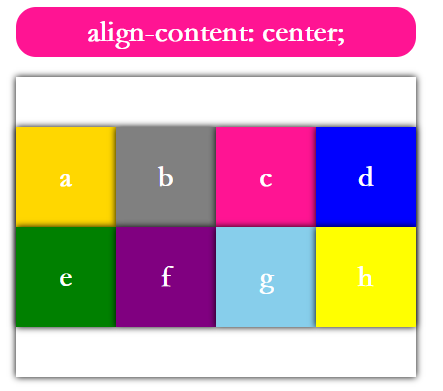 align-content: center;
a b c d
e f g h